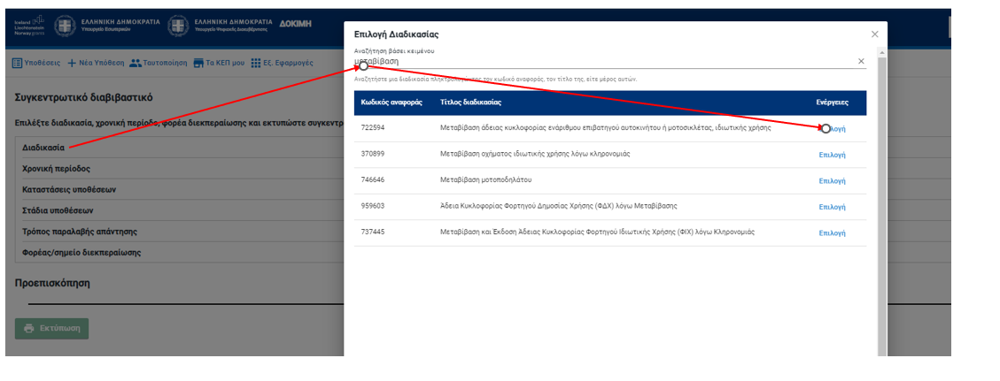 Iceland
Liechtenstein
Norway grants
ΕΛΛΗΝΙΚΗ ΔΗΜΟΚΡΑΤΙΑ
Υπουργείο Εσωτερικών
ΕΛΛΗΝΙΚΗ ΔΗΜΟΚΡΑΤΙΑ
Υπουργείο Ψηφιακής Διακυβέρνησης
ΔΟΚΙΜΗ
Υποθέσεις + Νέα Υπόθεση Ταυτοποίηση Τα ΚΕΠ μου Εξ. Εφαρμογές
Συγκεντρωτικό διαβιβαστικό
Επιλέξτε διαδικασία, χρονική περίοδο, φορέα διεκπεραίωσης και εκτυπώστε συγκεντρ
Διαδικασία
Χρονική περίοδος
Καταστάσεις υποθέσεων
Στάδια υποθέσεων
Τρόπος παραλαβής απάντησης
Φορέας/σημείο διεκπεραίωσης
Προεπισκόπηση
Εκτύπωση
Επιλογή Διαδικασίας
Αναζήτηση βάσει κειμένου
μεταβίβαση
Αναζητήστε μια διαδικασία πληκτρολογώντας τον κωδικό αναφοράς, τον τίτλο της, είτε μέρος αυτών.
Κωδικός αναφοράς Τίτλος διαδικασίας Ενέργειες
722594 Μεταβίβαση άδειας κυκλοφορίας ενάριθμου επιβατηγού αυτοκινήτου ή μοτοσικλέτας, ιδιωτικής χρήσης Επιλογή
370899 Μεταβίβαση οχήματος ιδιωτικής χρήσης λόγω κληρονομιάς Επιλογή
746646 Μεταβίβαση μοτοποδηλάτου Επιλογή
959603 Άδεια Κυκλοφορίας Φορτηγού Δημοσίας Χρήσης (ΦΔΧ) λόγω Μεταβίβασης Επιλογή
737445 Μεταβίβαση και Έκδοση Άδειας Κυκλοφορίας Φορτηγού Ιδιωτικής Χρήσης (ΦΙΧ) λόγω Κληρονομιάς Επιλογή